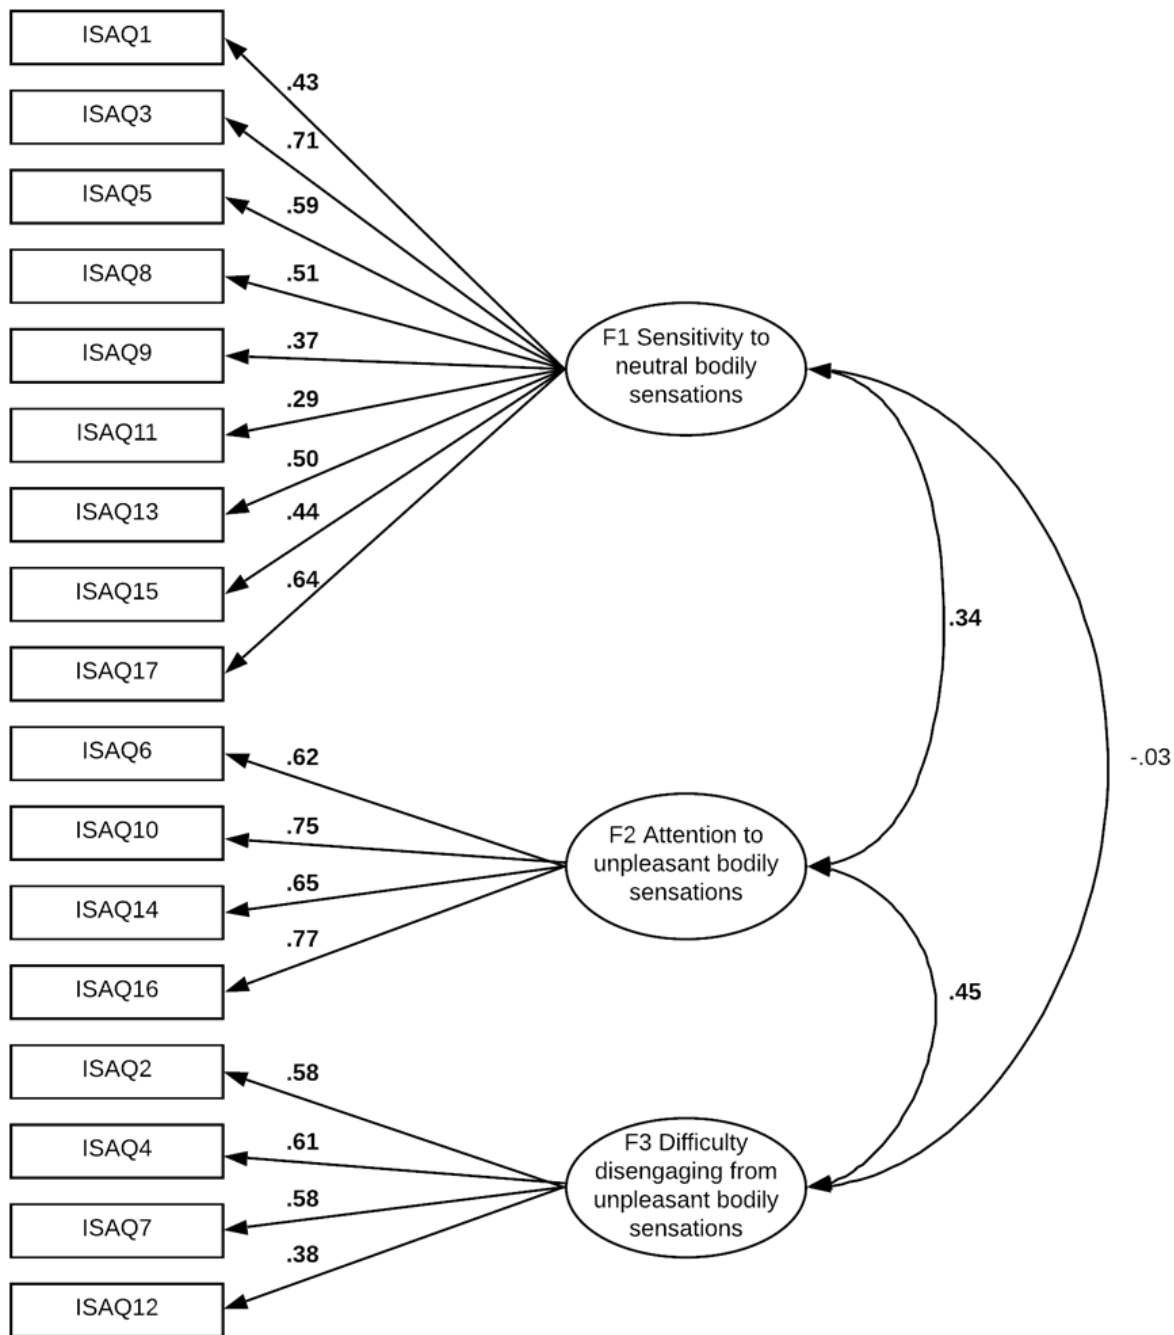 ISAQ1
.43
ISAQ3
.71
ISAQ5
.59
ISAQ8
.51
ISAQ9
.37
ISAQ11
.29
ISAQ13
.50
ISAQ15
.44
ISAQ17
.64
F1 Sensitivity to
neutral bodily
sensations
.34
-.03
ISAQ6
.62
ISAQ10
.75
ISAQ14
.65
ISAQ16
.77
F2 Attention to
unpleasant bodily
sensations
.45
ISAQ2
.58
ISAQ4
.61
ISAQ7
.58
ISAQ12
.38
F3 Difficulty
disengaging from
unpleasant bodily
sensations